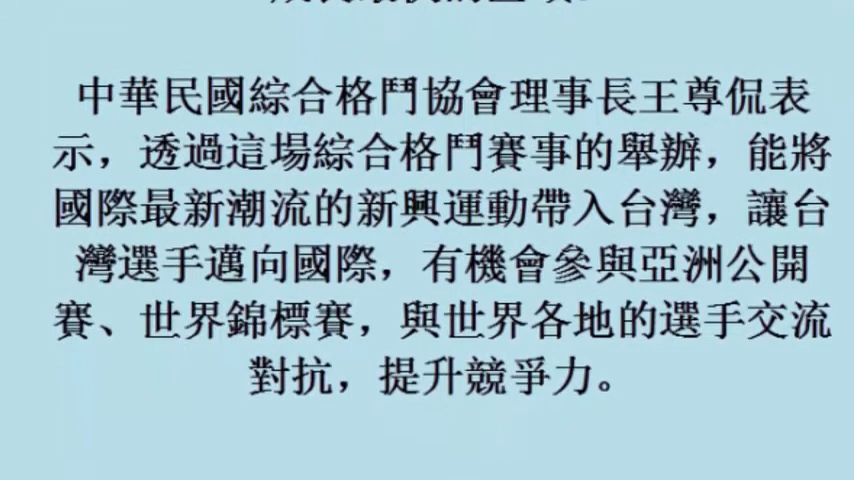 中華民國綜合格鬥協會理事長王尊侃表
示，透過這場綜合格鬥賽事的舉辦，能將
國際最新潮流的新興運動帶入台灣，讓台
灣選手邁向國際，有機會參與亞洲公開
賽、世界錦標賽，與世界各地的選手交流
對抗，提升競爭力。